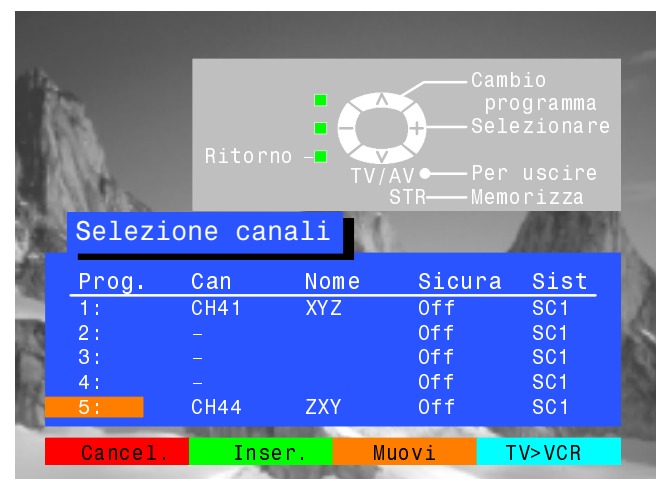 Cambio
programma
Selezionare
Ritorno
TV/AV
Per uscire
STR
Memorizza
Selezione canali
Prog. Can Nome Sicura Sist
1: CH41 XYZ Off SC1
2: – Off SC1
3: – Off SC1
4: – Off SC1
5: CH44 ZXY Off SC1
Cancel. Inser. Muovi TV>VCR